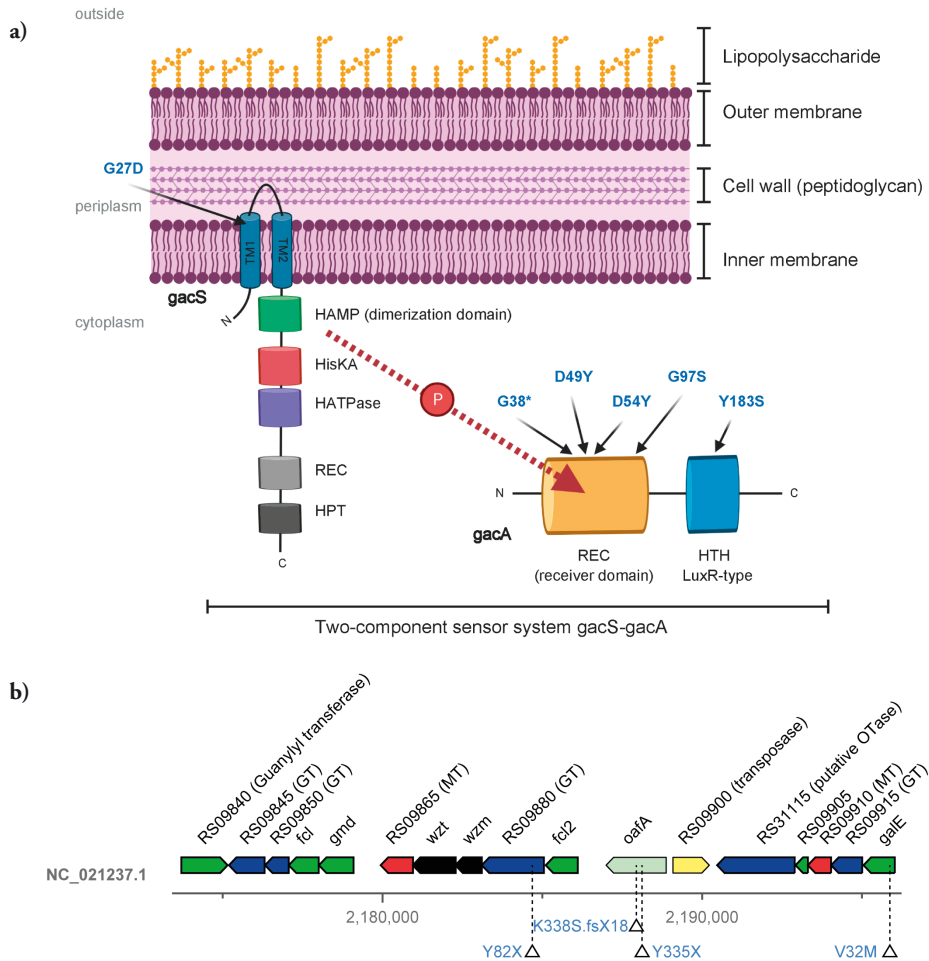 a)
outside
Lipopolysaccharide
Outer membrane
G27D
Cell wall (peptidoglycan)
periplasm
TM1
TM2
Inner membrane
gacS
N
cytoplasm
HAMP (dimerization domain)
HisKA
HATPase
REC
HPT
C
P
G38*
D49Y
D54Y
G97S
Y183S
N
C
gacA
REC
(receiver domain)
HTH
LuxR-type
Two-component sensor system gacS-gacA
b)
RS09840 (Guanylyl transferase)
RS09845 (GT)
RS09850 (GT)
fcl
gmd
RS09865 (MT)
wzt
wzm
RS09880 (GT)
fcl2
oafA
RS09900 (transposase)
RS31115 (putative OTase)
RS09905
RS09910 (MT)
RS09915 (GT)
galE
NC_021237.1
2,180,000
2,190,000
K338S.fsX18
Y82X
Y335X
V32M